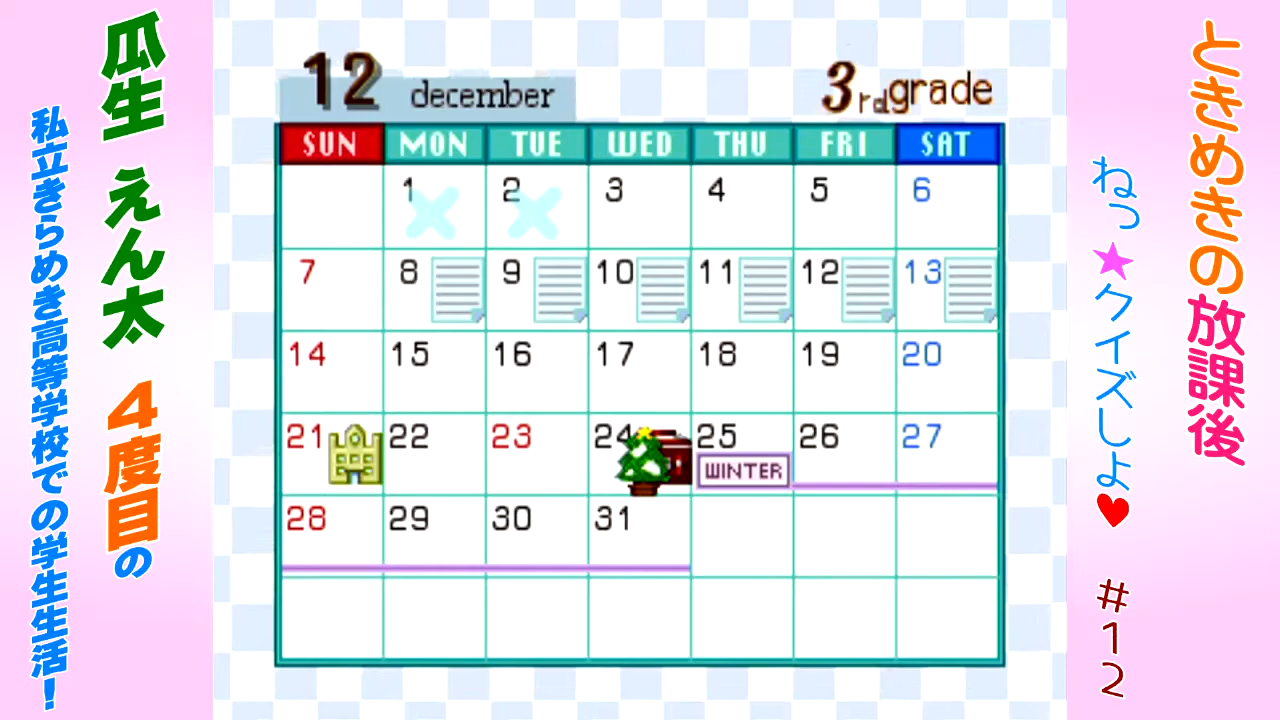 ときめきの放課後
ねっ★クイズしよ♥ #12
12 december
3rd grade
SUN MON TUE WED THU FRI SAT
1 2 3 4 5 6
7 8 9 10 11 12 13
14 15 16 17 18 19 20
21 22 23 24 25 26 27
WINTER
28 29 30 31
瓜生 えん太 4度目の
私立きらめき高等学校での学生生活!